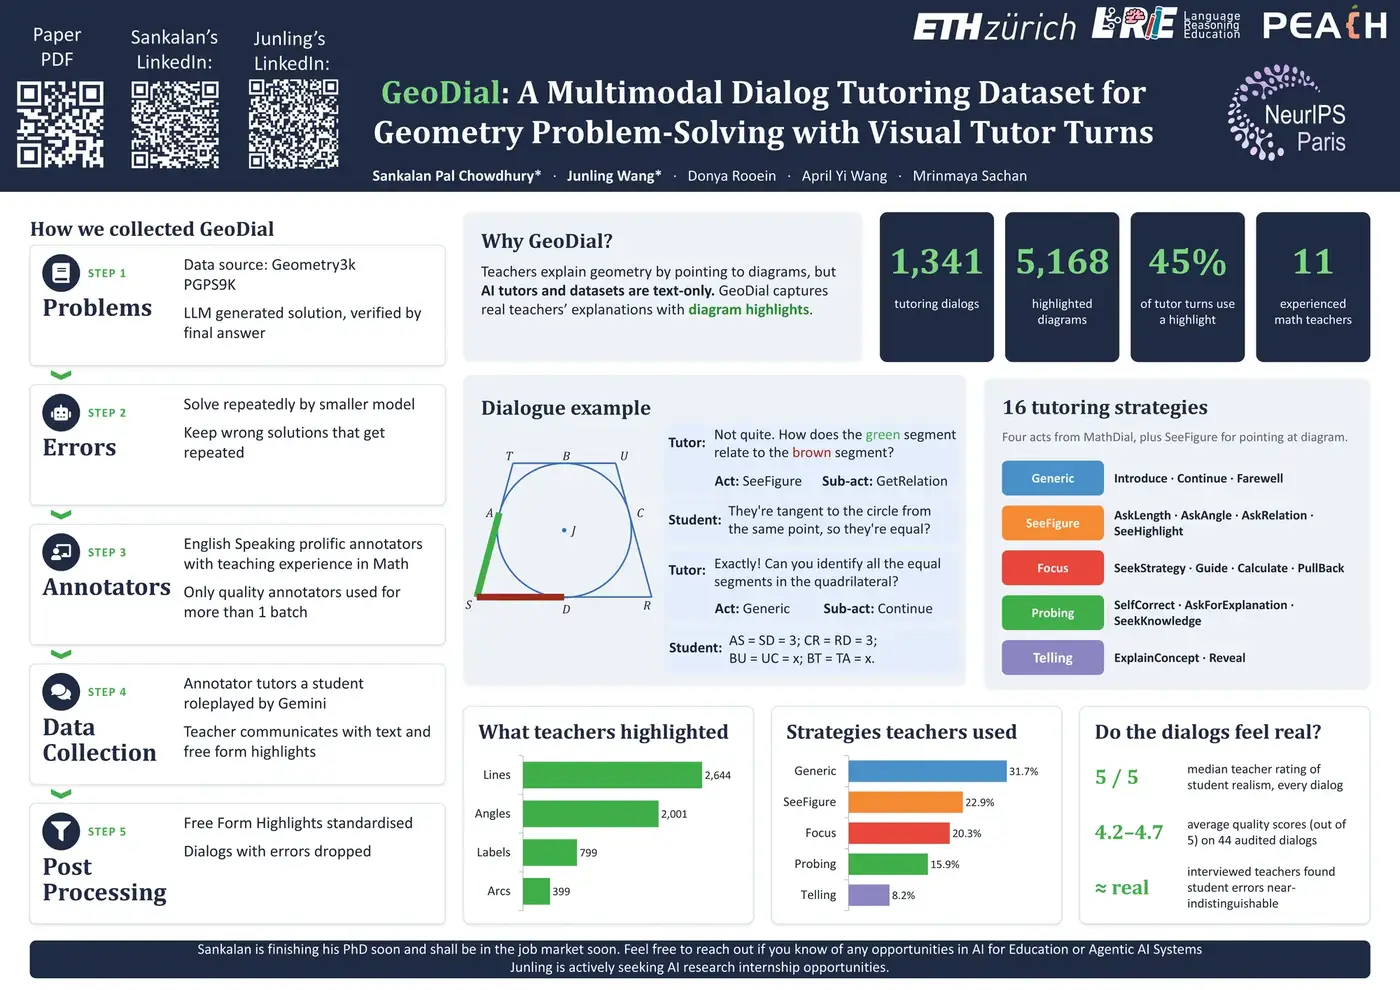 Paper
PDF
Sankalan's
LinkedIn:
Junling's
LinkedIn:
ETH zürich
LRE
Language
Reasoning
Education
PEACH
GeoDial: A Multimodal Dialog Tutoring Dataset for
Geometry Problem-Solving with Visual Tutor Turns
NeurIPS
Paris
Sankalan Pal Chowdhury* · Junling Wang* · Donya Rooein · April Yi Wang · Mrinmaya Sachan
How we collected GeoDial
STEP 1
Problems
Data source: Geometry3k
PGPS9K
LLM generated solution, verified by
final answer
STEP 2
Errors
Solve repeatedly by smaller model
Keep wrong solutions that get
repeated
STEP 3
Annotators
English Speaking prolific annotators
with teaching experience in Math
Only quality annotators used for
more than 1 batch
STEP 4
Data
Collection
Annotator tutors a student
roleplayed by Gemini
Teacher communicates with text and
free form highlights
STEP 5
Post
Processing
Free Form Highlights standardised
Dialogs with errors dropped
Why GeoDial?
Teachers explain geometry by pointing to diagrams, but
AI tutors and datasets are text-only. GeoDial captures
real teachers' explanations with diagram highlights.
1,341
tutoring dialogs
5,168
highlighted
diagrams
45%
of tutor turns use
a highlight
11
experienced
math teachers
Dialogue example
T
B
U
A
C
J
S
D
R
Tutor: Not quite. How does the green segment
relate to the brown segment?
Act: SeeFigure Sub-act: GetRelation
Student: They're tangent to the circle from
the same point, so they're equal?
Tutor: Exactly! Can you identify all the equal
segments in the quadrilateral?
Act: Generic Sub-act: Continue
Student: AS = SD = 3; CR = RD = 3;
BU = UC = x; BT = TA = x.
16 tutoring strategies
Four acts from MathDial, plus SeeFigure for pointing at diagram.
Generic
Introduce · Continue · Farewell
SeeFigure
AskLength · AskAngle · AskRelation ·
SeeHighlight
Focus
SeekStrategy · Guide · Calculate · PullBack
Probing
SelfCorrect · AskForExplanation ·
SeekKnowledge
Telling
ExplainConcept · Reveal
What teachers highlighted
Lines 2,644
Angles 2,001
Labels 799
Arcs 399
Strategies teachers used
Generic 31.7%
SeeFigure 22.9%
Focus 20.3%
Probing 15.9%
Telling 8.2%
Do the dialogs feel real?
5 / 5
median teacher rating of
student realism, every dialog
4.2–4.7
average quality scores (out of
5) on 44 audited dialogs
≈ real
interviewed teachers found
student errors near-
indistinguishable
Sankalan is finishing his PhD soon and shall be in the job market soon. Feel free to reach out if you know of any opportunities in AI for Education or Agentic AI Systems
Junling is actively seeking AI research internship opportunities.